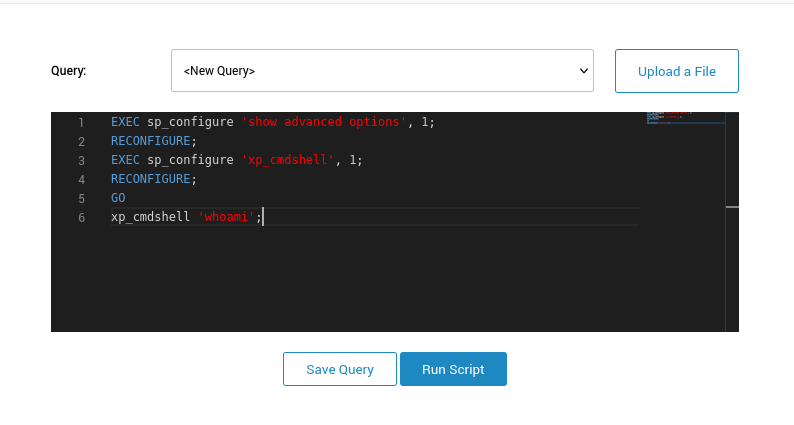 Query:
<New Query>
Upload a File
1 EXEC sp_configure 'show advanced options', 1;
2 RECONFIGURE;
3 EXEC sp_configure 'xp_cmdshell', 1;
4 RECONFIGURE;
5 GO
6 xp_cmdshell 'whoami';
Save Query
Run Script